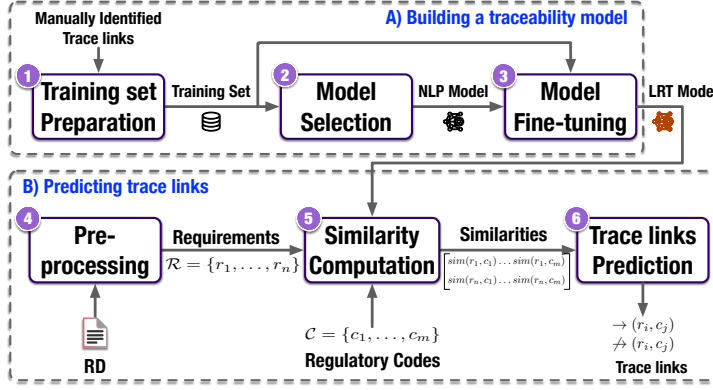 A) Building a traceability model
Manually Identified
Trace links
1
Training set
Preparation
Training Set
2
Model
Selection
NLP Model
3
Model
Fine-tuning
LRT Model
B) Predicting trace links
4
Pre-
processing
Requirements
R = {r₁, . . . , rₙ}
5
Similarity
Computation
Similarities
[sim(r₁, c₁) . . . sim(r₁, cₘ)]
[sim(rₙ, c₁) . . . sim(rₙ, cₘ)]
6
Trace links
Prediction
RD
C = {c₁, . . . , cₘ}
Regulatory Codes
→ (rᵢ, cⱼ)
↛ (rᵢ, cⱼ)
Trace links